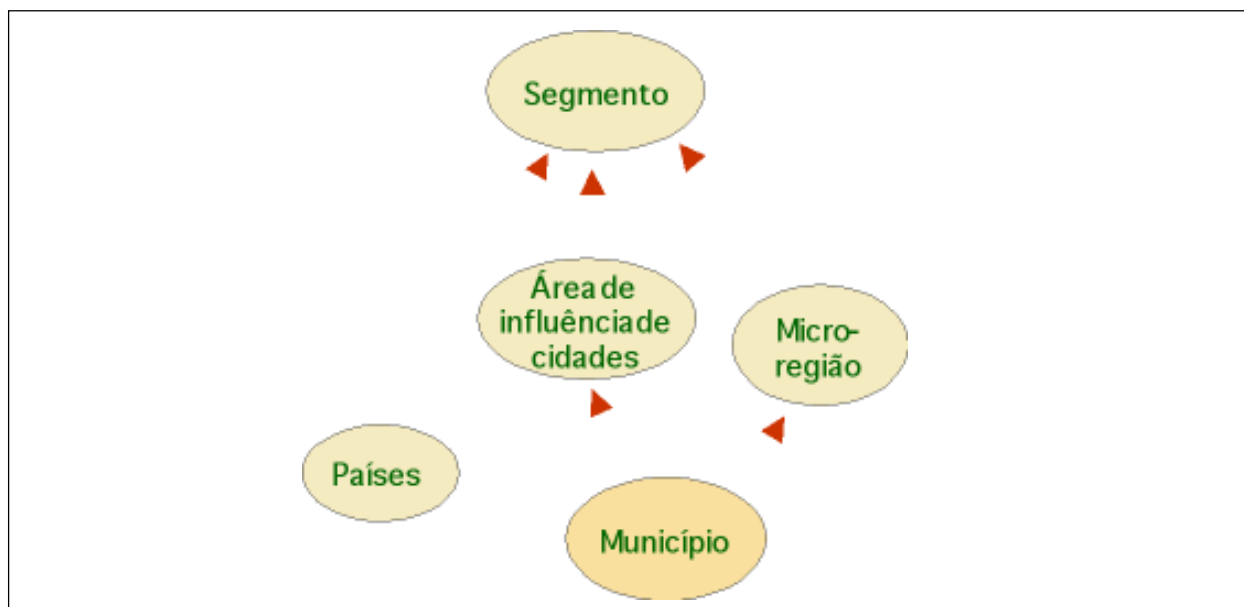 Segmento
Área de
influência de
cidades
Micro-
região
Países
Município